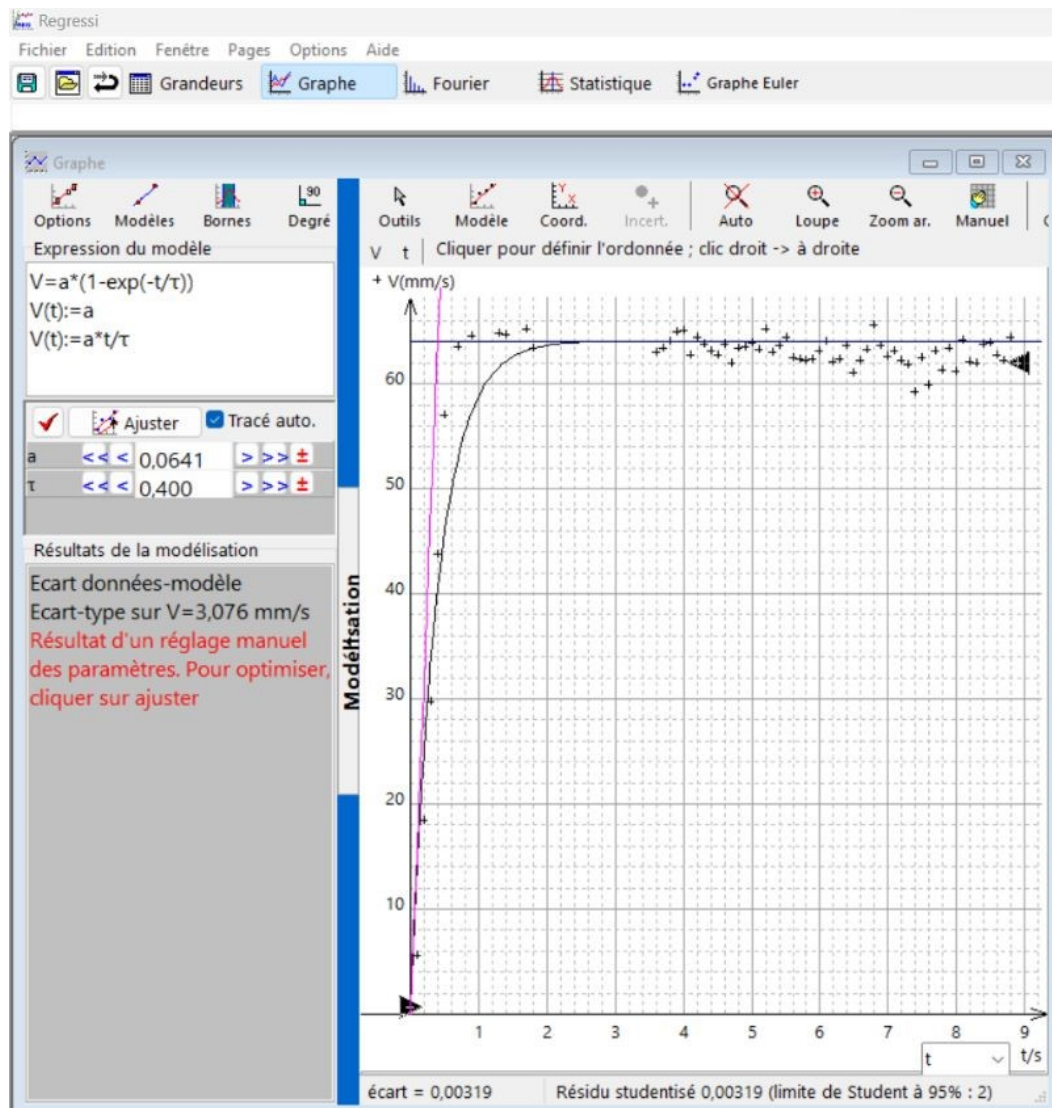 Regressi
Fichier Edition Fenêtre Pages Options Aide
Grandeurs Graphe Fourier Statistique Graphe Euler
Graphe
Options Modèles Bornes Degré Outils Modèle Coord. Incert. Auto Loupe Zoom ar. Manuel
90
Expression du modèle
V=a*(1-exp(-t/τ))
V(t):=a
V(t):=a*t/τ
Ajuster Tracé auto.
a << < 0,0641 > >> ±
τ << < 0,400 > >> ±
Résultats de la modélisation
Ecart données-modèle
Ecart-type sur V=3,076 mm/s
Résultat d'un réglage manuel
des paramètres. Pour optimiser,
cliquer sur ajuster
V t Cliquer pour définir l'ordonnée ; clic droit -> à droite
V(mm/s)
60
50
40
30
20
10
1 2 3 4 5 6 7 8 9
t t/s
écart = 0,00319 Résidu studentisé 0,00319 (limite de Student à 95% : 2)